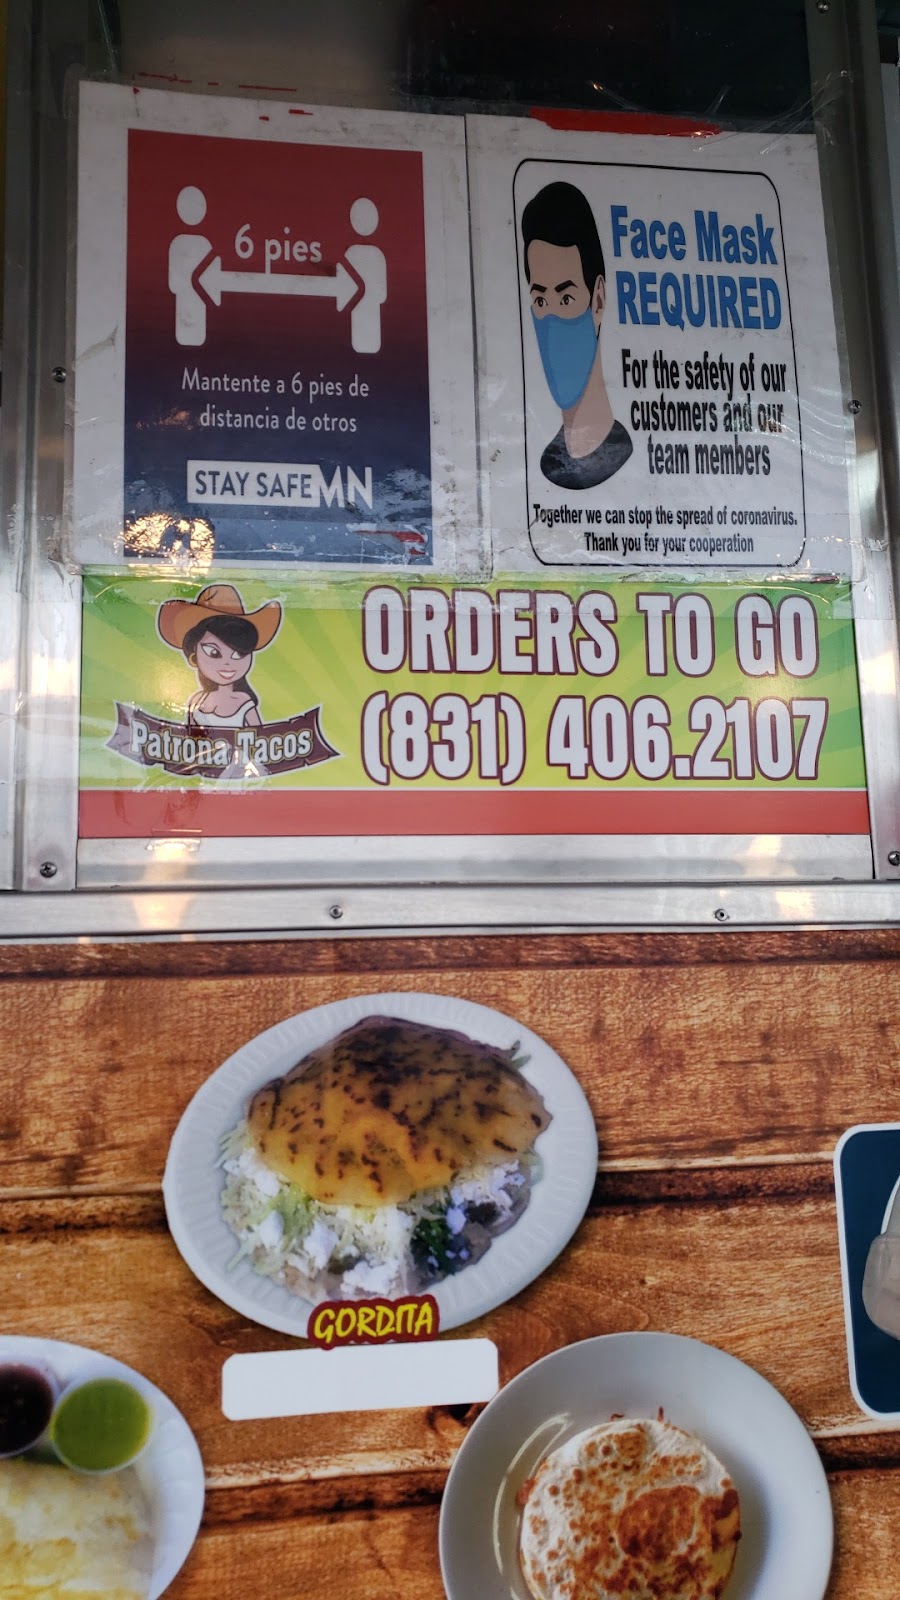 6 pies
Mantente a 6 pies de
distancia de otros
STAY SAFE MN
Face Mask
REQUIRED
For the safety of our
customers and our
team members
Together we can stop the spread of coronavirus.
Thank you for your cooperation
Patrona Tacos
ORDERS TO GO
(831) 406.2107
GORDITA